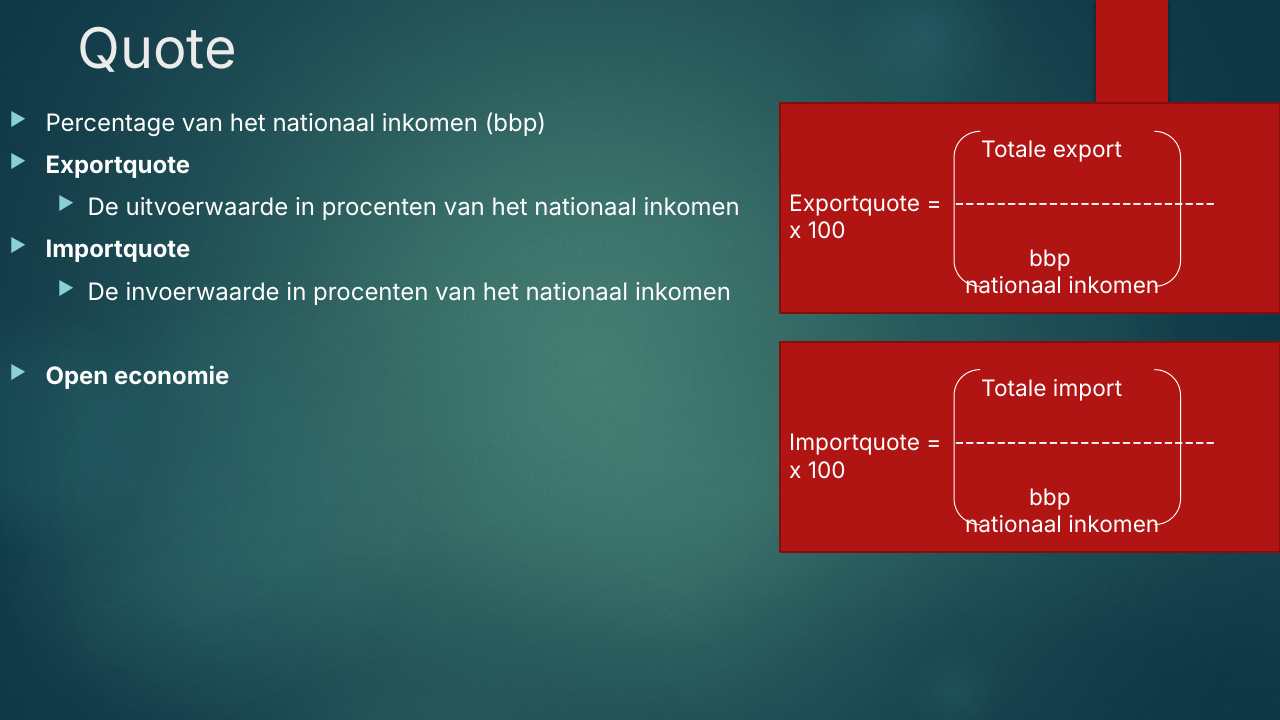 Quote
Percentage van het nationaal inkomen (bbp)
Exportquote
De uitvoerwaarde in procenten van het nationaal inkomen
Importquote
De invoerwaarde in procenten van het nationaal inkomen
Open economie
Totale export
Exportquote = -------------------------
x 100
bbp
nationaal inkomen
Totale import
Importquote = -------------------------
x 100
bbp
nationaal inkomen